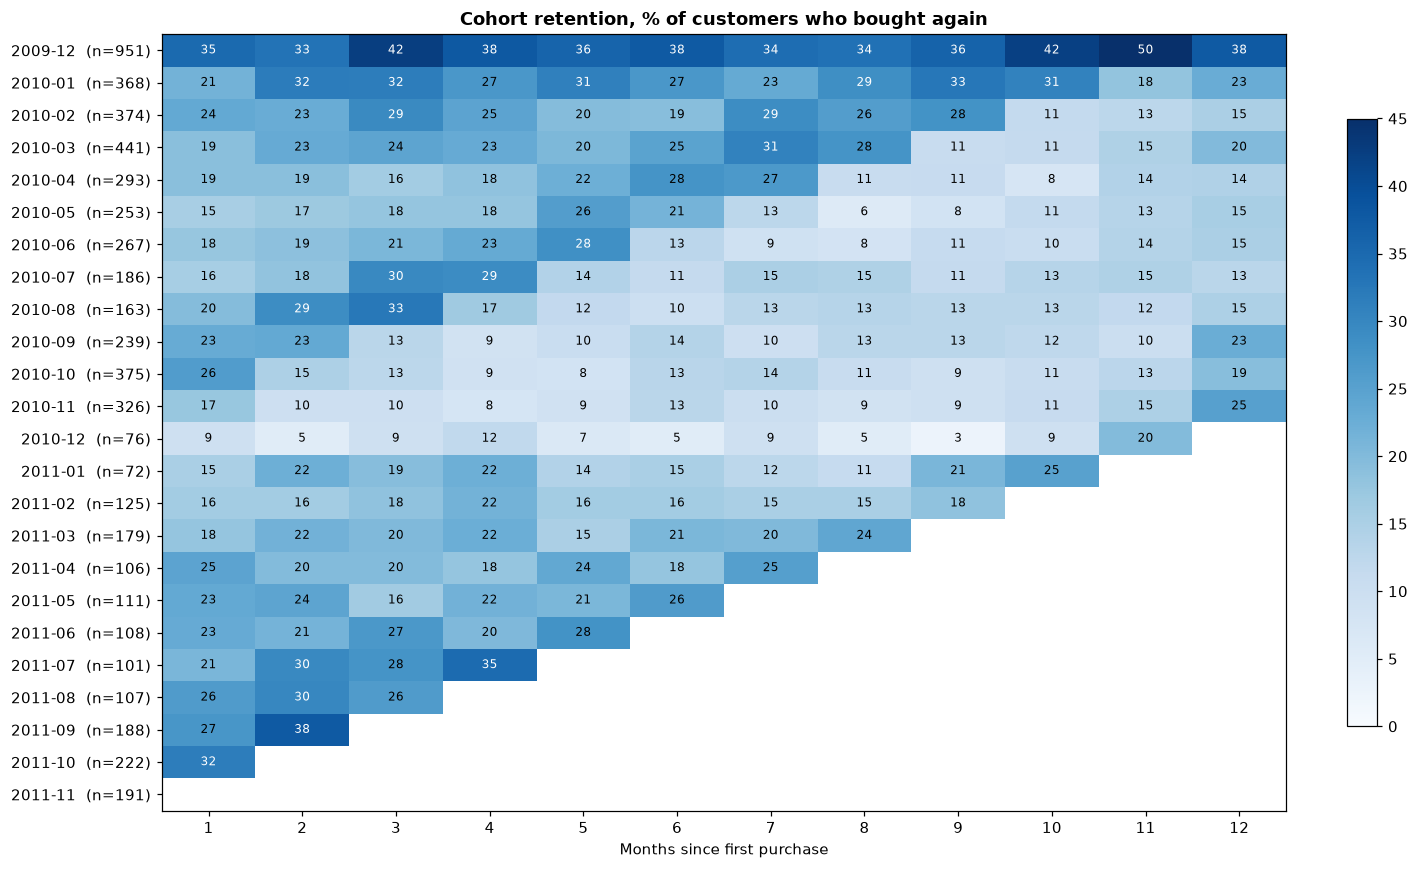 Cohort retention, % of customers who bought again
2009-12 (n=951) 35 33 42 38 36 38 34 34 36 42 50 38
2010-01 (n=368) 21 32 32 27 31 27 23 29 33 31 18 23
2010-02 (n=374) 24 23 29 25 20 19 29 26 28 11 13 15
2010-03 (n=441) 19 23 24 23 20 25 31 28 11 11 15 20
2010-04 (n=293) 19 19 16 18 22 28 27 11 11 8 14 14
2010-05 (n=253) 15 17 18 18 26 21 13 6 8 11 13 15
2010-06 (n=267) 18 19 21 23 28 13 9 8 11 10 14 15
2010-07 (n=186) 16 18 30 29 14 11 15 15 11 13 15 13
2010-08 (n=163) 20 29 33 17 12 10 13 13 13 13 12 15
2010-09 (n=239) 23 23 13 9 10 14 10 13 13 12 10 23
2010-10 (n=375) 26 15 13 9 8 13 14 11 9 11 13 19
2010-11 (n=326) 17 10 10 8 9 13 10 9 9 11 15 25
2010-12 (n=76) 9 5 9 12 7 5 9 5 3 9 20
2011-01 (n=72) 15 22 19 22 14 15 12 11 21 25
2011-02 (n=125) 16 16 18 22 16 16 15 15 18
2011-03 (n=179) 18 22 20 22 15 21 20 24
2011-04 (n=106) 25 20 20 18 24 18 25
2011-05 (n=111) 23 24 16 22 21 26
2011-06 (n=108) 23 21 27 20 28
2011-07 (n=101) 21 30 28 35
2011-08 (n=107) 26 30 26
2011-09 (n=188) 27 38
2011-10 (n=222) 32
2011-11 (n=191)
1 2 3 4 5 6 7 8 9 10 11 12
Months since first purchase
45
40
35
30
25
20
15
10
5
0